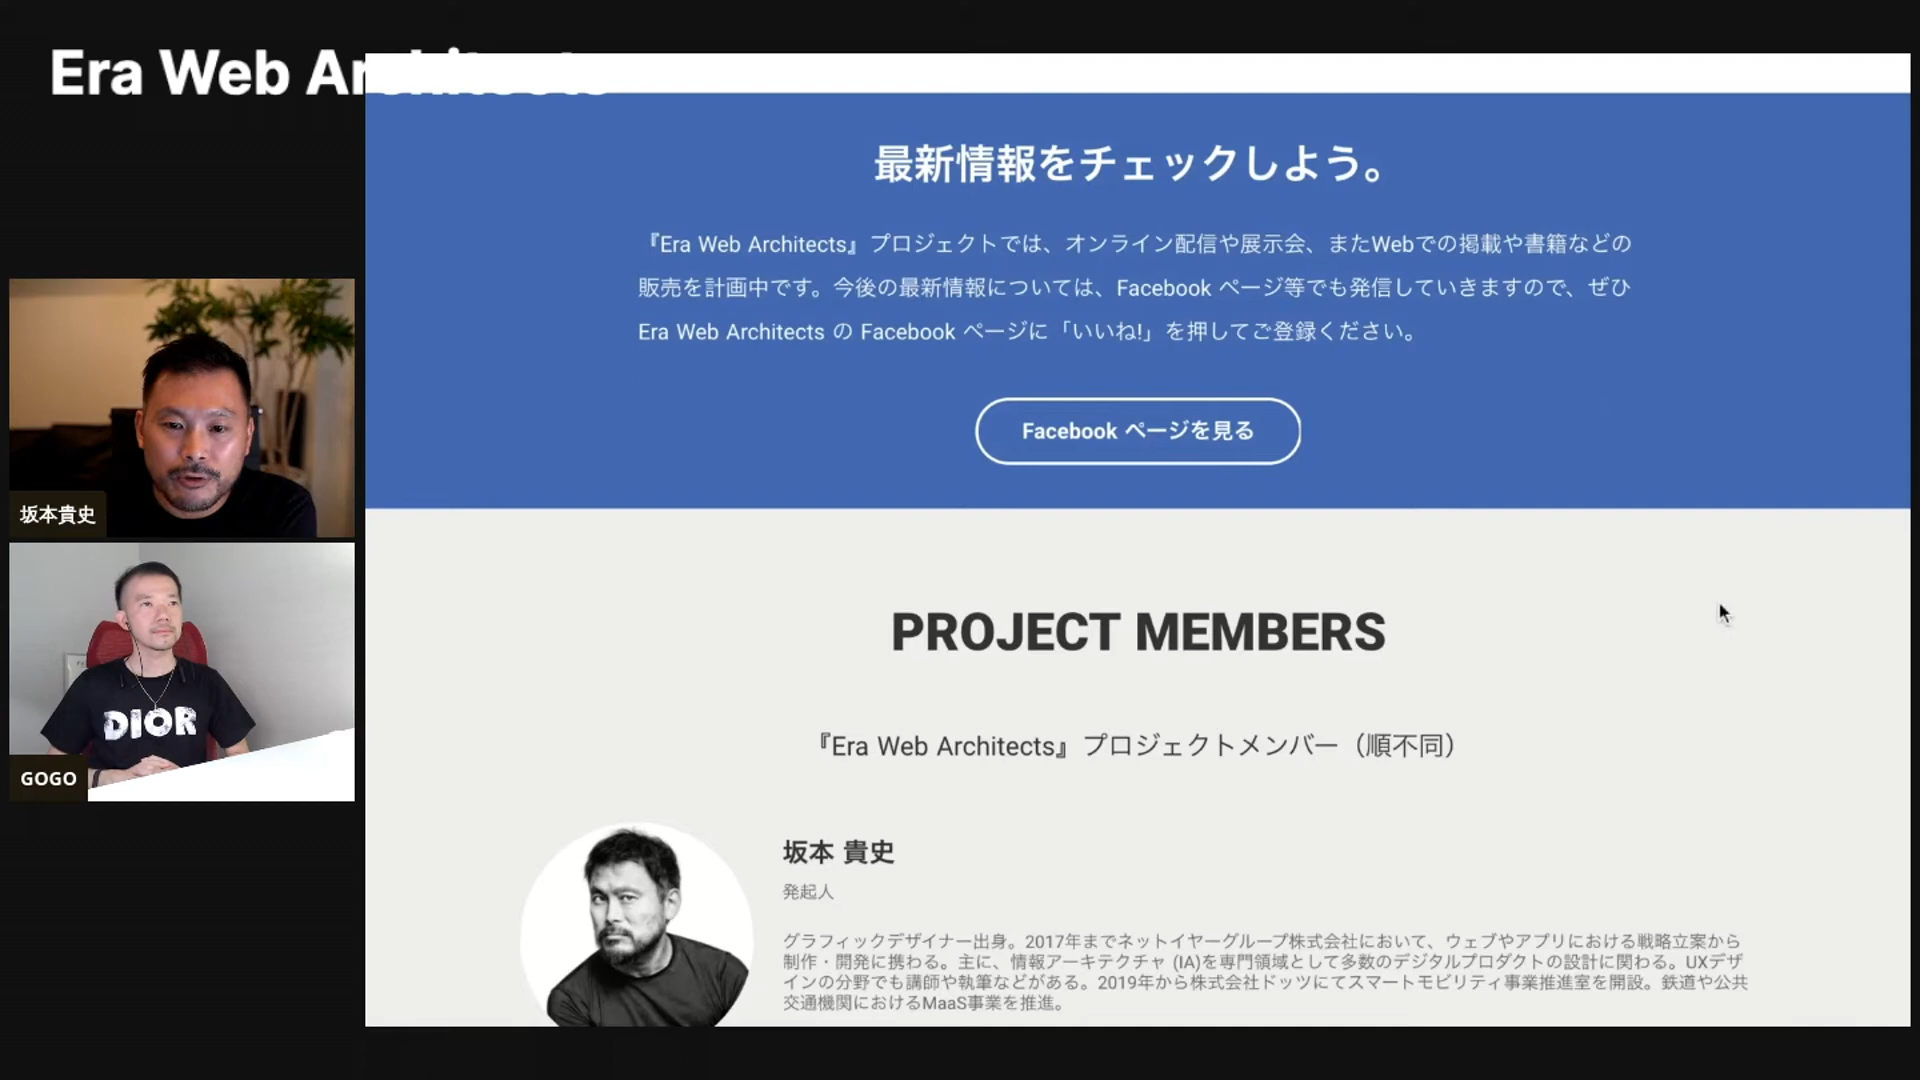 Era Web Architects
最新情報をチェックしよう。
『Era Web Architects』プロジェクトでは、オンライン配信や展示会、またWebでの掲載や書籍などの
販売を計画中です。今後の最新情報については、Facebook ページ等でも発信していきますので、ぜひ
Era Web Architects の Facebook ページに「いいね!」を押してご登録ください。
Facebook ページを見る
坂本貴史
DIOR
GOGO
PROJECT MEMBERS
『Era Web Architects』プロジェクトメンバー（順不同）
坂本 貴史
発起人
グラフィックデザイナー出身。2017年までネットイヤーグループ株式会社において、ウェブやアプリにおける戦略立案から
制作・開発に携わる。主に、情報アーキテクチャ (IA)を専門領域として多数のデジタルプロダクトの設計に関わる。UXデザ
インの分野でも講師や執筆などがある。2019年から株式会社ドッツにてスマートモビリティ事業推進室を開設。鉄道や公共
交通機関におけるMaaS事業を推進。